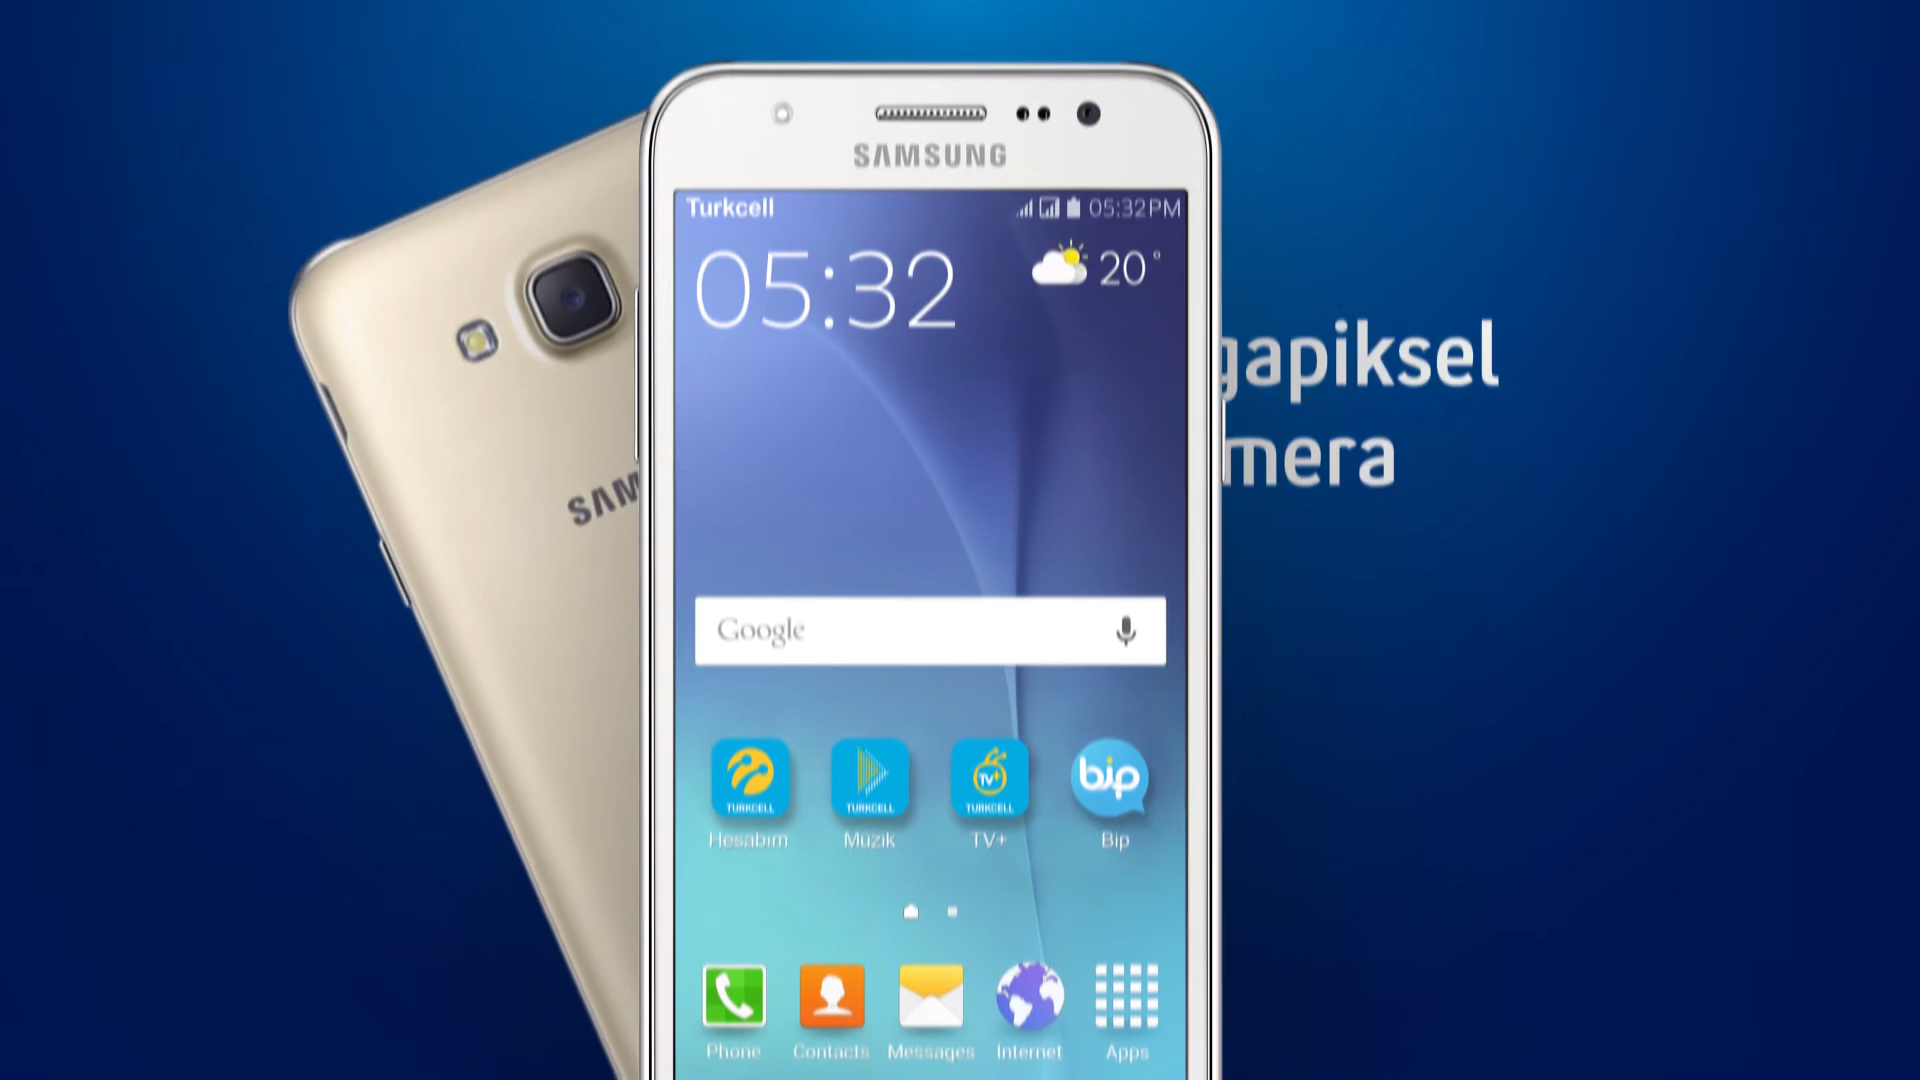 SAMSUNG
Turkcell 05:32PM
05:32 20°
gapiksel
mera
SAM
Google
TURKCELL TURKCELL TV+ TURKCELL bip
Hesabım Müzik TV+ Bip
Phone Contacts Messages Internet Apps